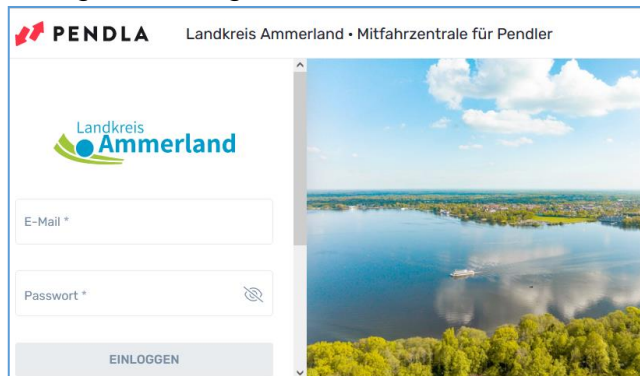 PENDLA
Landkreis Ammerland • Mitfahrzentrale für Pendler
Landkreis
Ammerland
E-Mail *
Passwort *
EINLOGGEN